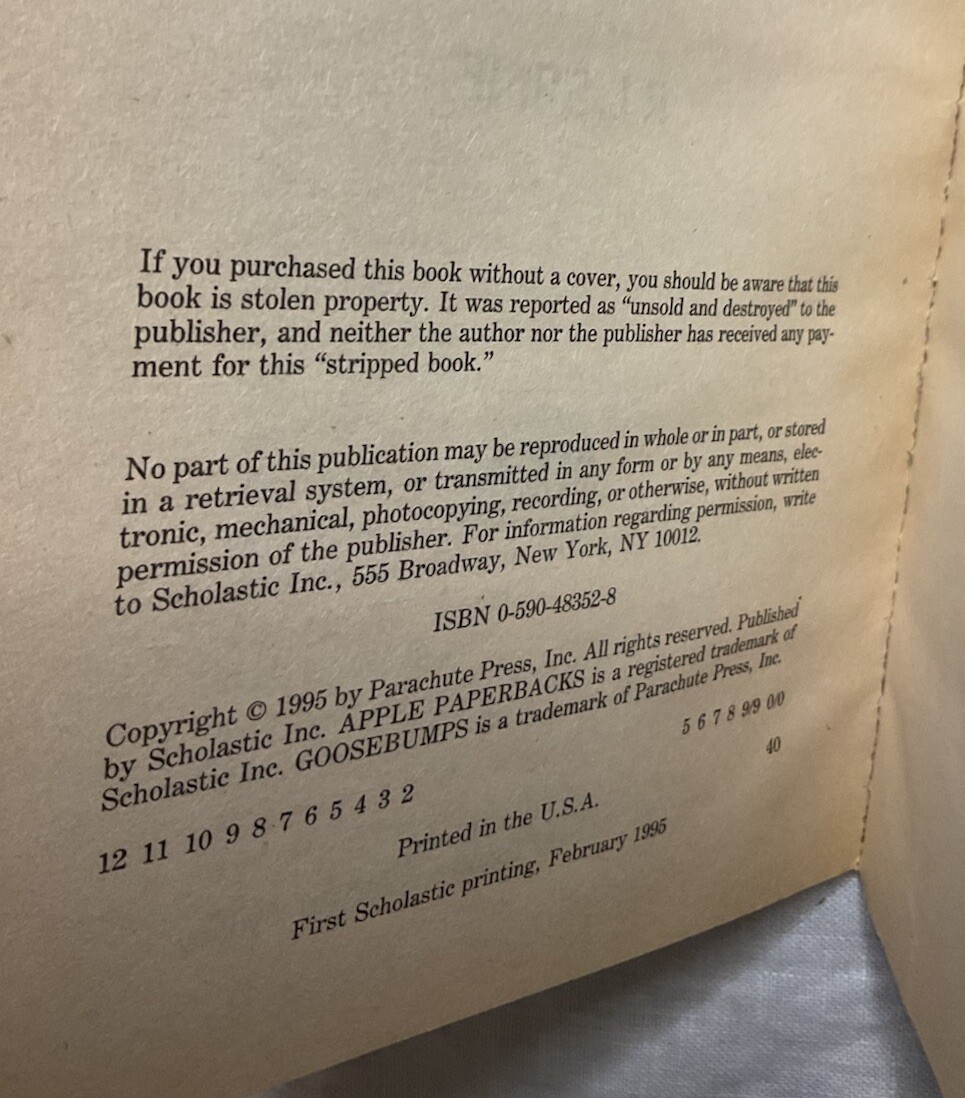 If you purchased this book without a cover, you should be aware that this
book is stolen property. It was reported as “unsold and destroyed” to the
publisher, and neither the author nor the publisher has received any pay-
ment for this “stripped book.”
No part of this publication may be reproduced in whole or in part, or stored
in a retrieval system, or transmitted in any form or by any means, elec-
tronic, mechanical, photocopying, recording, or otherwise, without written
permission of the publisher. For information regarding permission, write
to Scholastic Inc., 555 Broadway, New York, NY 10012.
ISBN 0-590-48352-8
Copyright © 1995 by Parachute Press, Inc. All rights reserved. Published
by Scholastic Inc. APPLE PAPERBACKS is a registered trademark of
Scholastic Inc. GOOSEBUMPS is a trademark of Parachute Press, Inc.
12 11 10 9 8 7 6 5 4 3 2 5 6 7 8 9/9 0/0
Printed in the U.S.A. 40
First Scholastic printing, February 1995